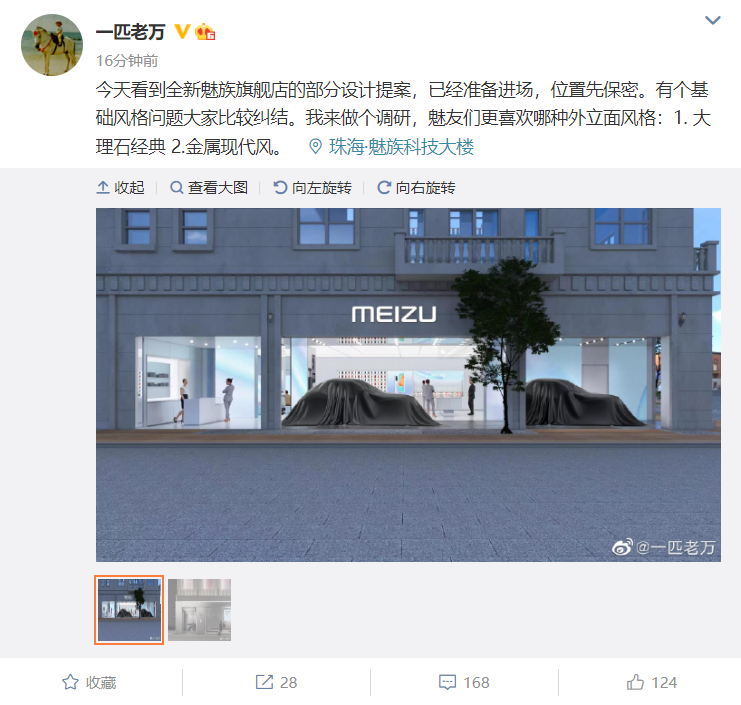 一匹老万
16分钟前
今天看到全新魅族旗舰店的部分设计提案，已经准备进场，位置先保密。有个基
础风格问题大家比较纠结。我来做个调研，魅友们更喜欢哪种外立面风格：1. 大
理石经典 2.金属现代风。 珠海·魅族科技大楼
收起 查看大图 向左旋转 向右旋转
MEIZU
@一匹老万
收藏 28 168 124